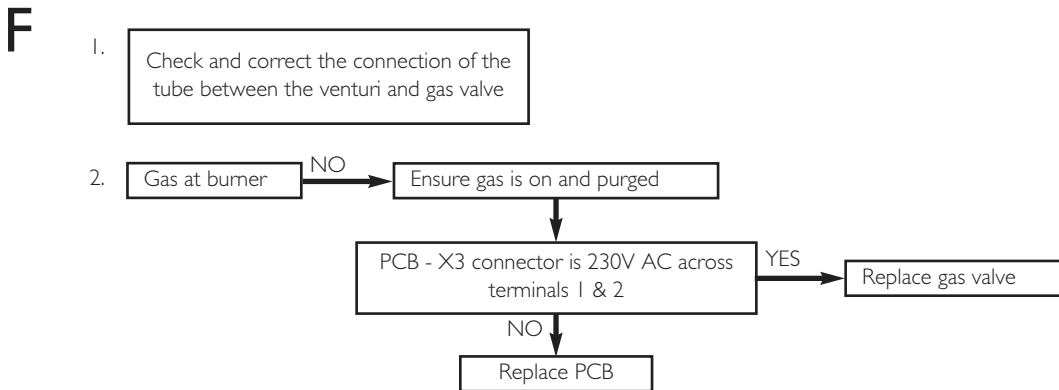 F
1.
Check and correct the connection of the
tube between the venturi and gas valve
2.
Gas at burner
NO
Ensure gas is on and purged
PCB - X3 connector is 230V AC across
terminals 1 & 2
YES
Replace gas valve
NO
Replace PCB